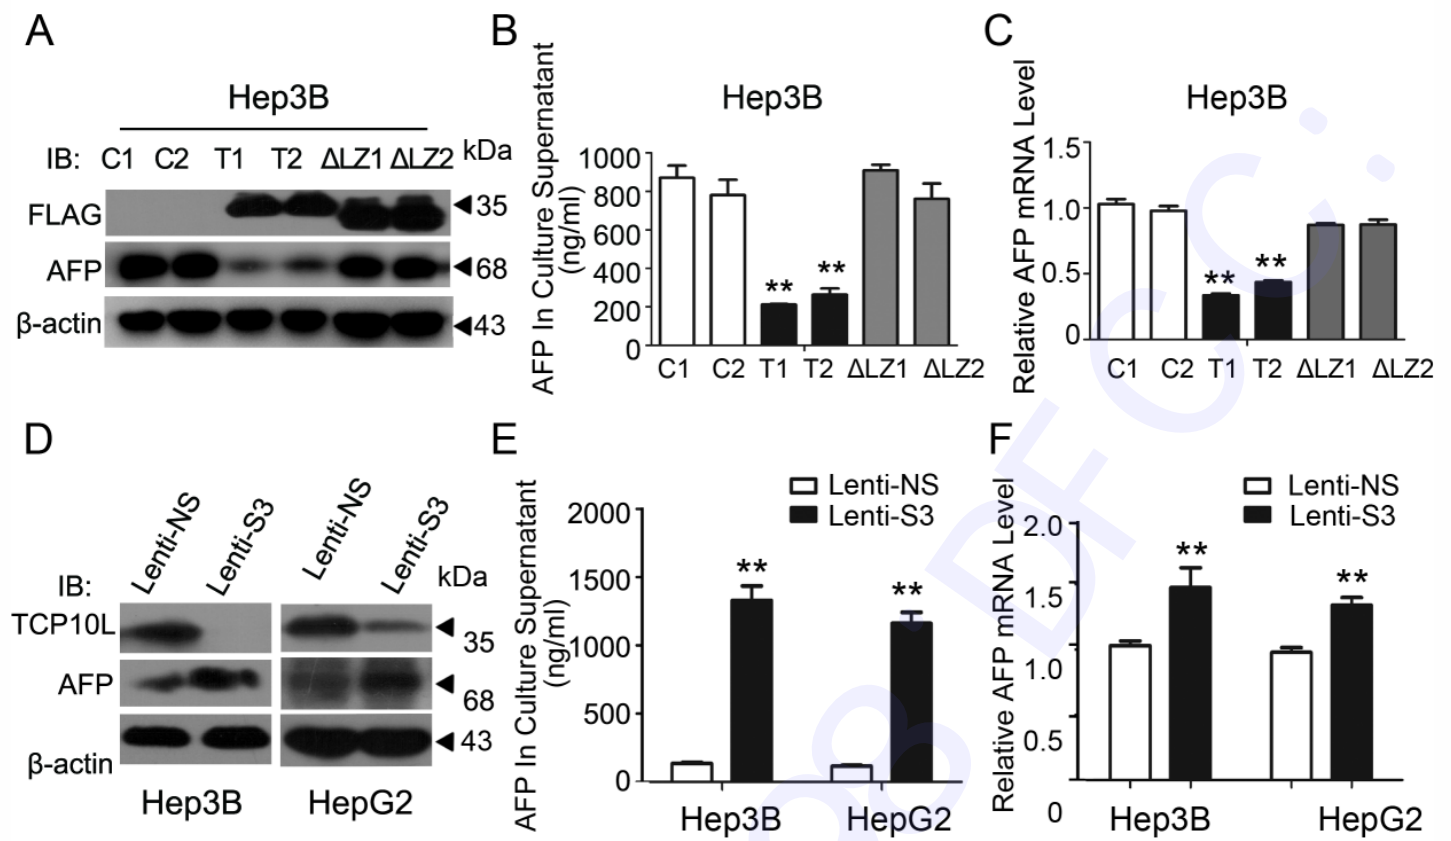 A
Hep3B
IB: C1 C2 T1 T2 ΔLZ1 ΔLZ2 kDa
FLAG ◄35
AFP ◄68
β-actin ◄43
B
Hep3B
AFP In Culture Supernatant
(ng/ml)
1000
800
600
400
200
0
**
**
C1 C2 T1 T2 ΔLZ1 ΔLZ2
C
Hep3B
Relative AFP mRNA Level
1.5
1.0
0.5
0
**
**
C1 C2 T1 T2 ΔLZ1 ΔLZ2
D
Lenti-NS Lenti-S3 Lenti-NS Lenti-S3
IB: kDa
TCP10L ◄ 35
AFP ◄ 68
β-actin ◄43
Hep3B HepG2
E
Lenti-NS
Lenti-S3
AFP In Culture Supernatant
(ng/ml)
2000
1500
1000
500
0
**
**
Hep3B HepG2
F
Lenti-NS
Lenti-S3
Relative AFP mRNA Level
2.0
1.5
1.0
0.5
0
**
**
Hep3B HepG2